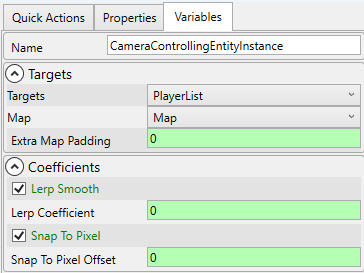 Quick Actions Properties Variables
Name CameraControllingEntityInstance
Targets
Targets PlayerList
Map Map
Extra Map Padding 0
Coefficients
Lerp Smooth
Lerp Coefficient 0
Snap To Pixel
Snap To Pixel Offset 0